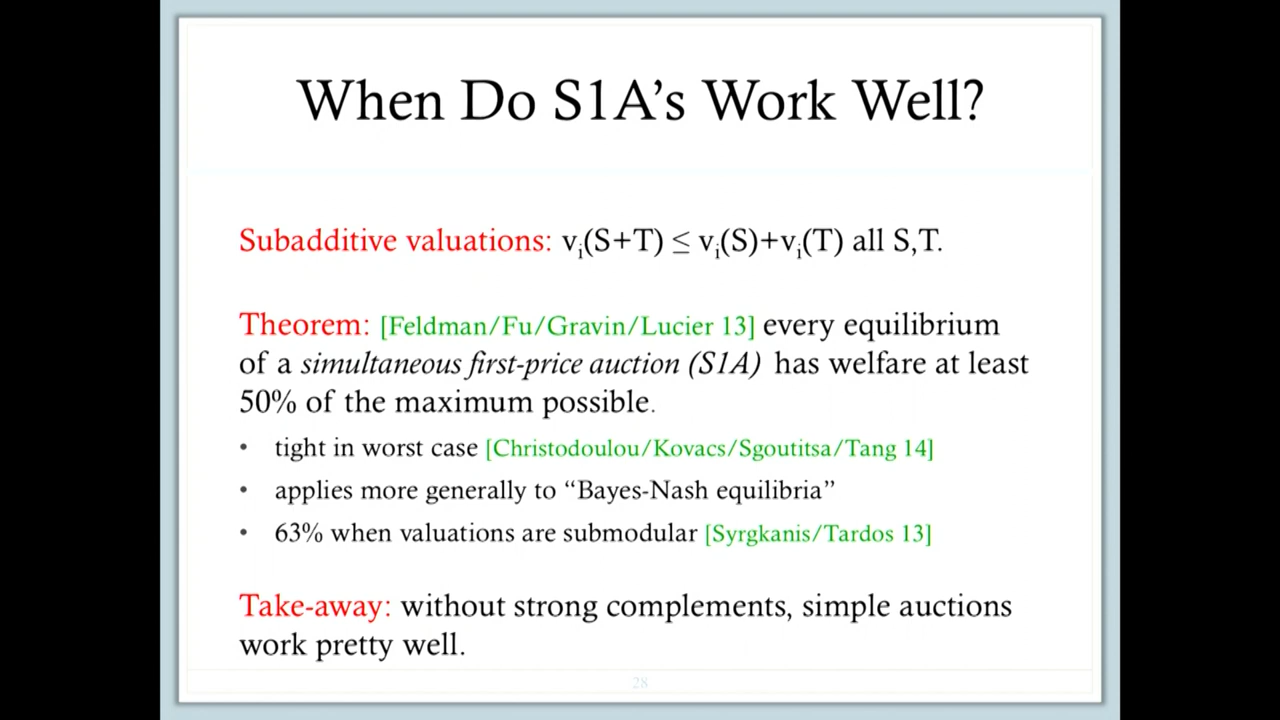 When Do S1A's Work Well?
Subadditive valuations: vi(S+T) ≤ vi(S)+vi(T) all S,T.
Theorem: [Feldman/Fu/Gravin/Lucier 13] every equilibrium
of a simultaneous first-price auction (S1A) has welfare at least
50% of the maximum possible.
• tight in worst case [Christodoulou/Kovacs/Sgoutitsa/Tang 14]
• applies more generally to “Bayes-Nash equilibria”
• 63% when valuations are submodular [Syrgkanis/Tardos 13]
Take-away: without strong complements, simple auctions
work pretty well.
28